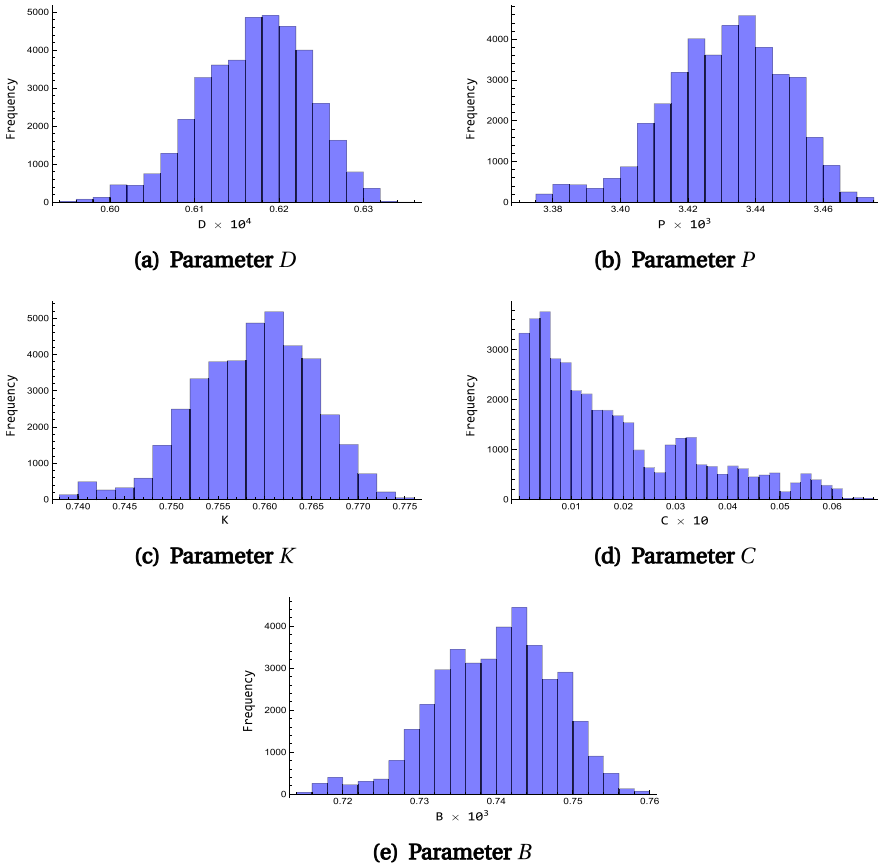 5000
4000
3000
2000
1000
0
Frequency
0.60 0.61 0.62 0.63
D × 10⁴
(a) Parameter D
4000
3000
2000
1000
0
Frequency
3.38 3.40 3.42 3.44 3.46
P × 10³
(b) Parameter P
5000
4000
3000
2000
1000
0
Frequency
0.740 0.745 0.750 0.755 0.760 0.765 0.770 0.775
K
(c) Parameter K
3000
2000
1000
0
Frequency
0.01 0.02 0.03 0.04 0.05 0.06
C × 10
(d) Parameter C
4000
3000
2000
1000
0
Frequency
0.72 0.73 0.74 0.75 0.76
B × 10³
(e) Parameter B